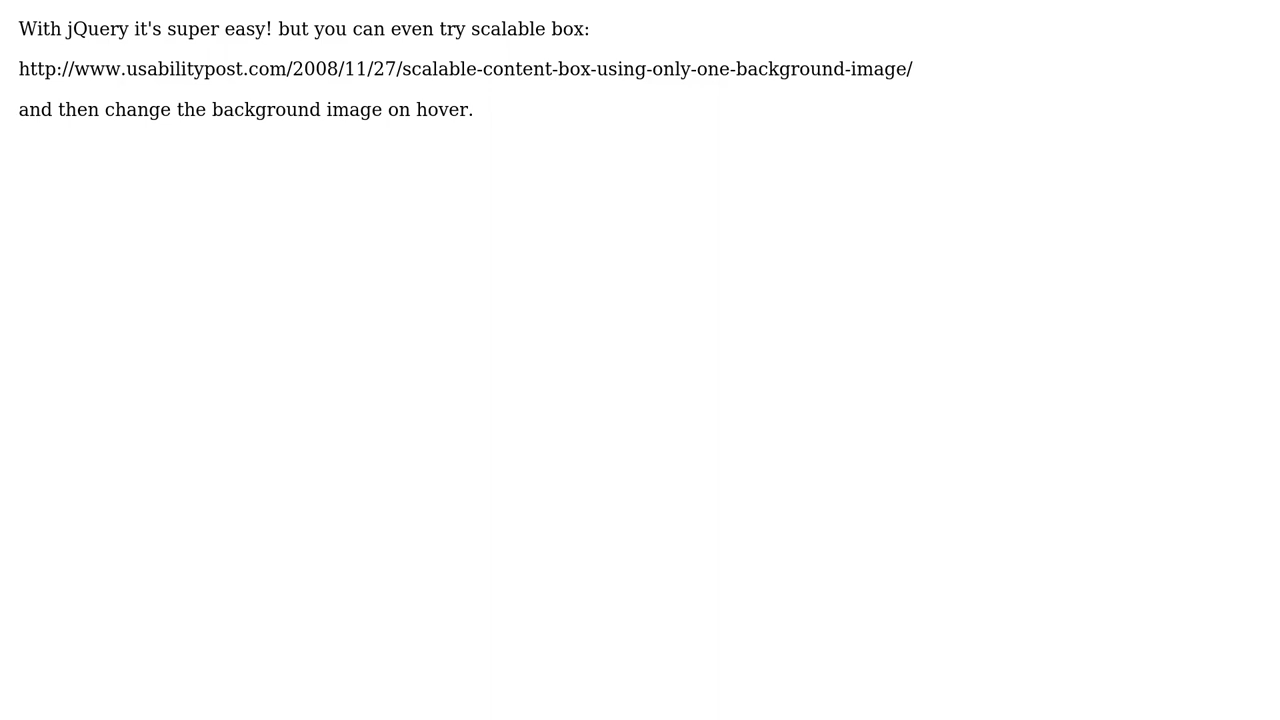 With jQuery it's super easy! but you can even try scalable box:
http://www.usabilitypost.com/2008/11/27/scalable-content-box-using-only-one-background-image/
and then change the background image on hover.